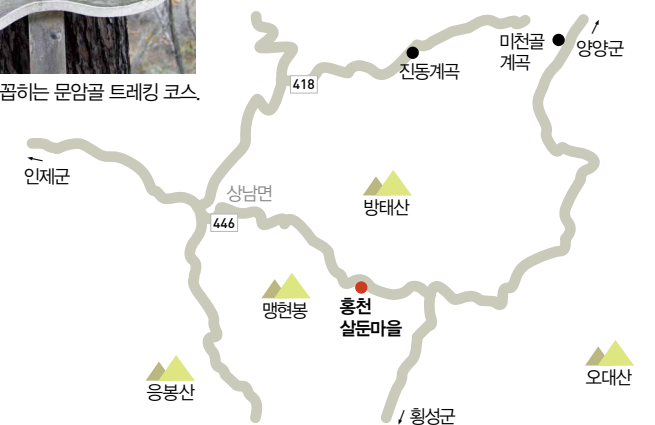 꼽히는 문암골 트레킹 코스.
미천골
계곡
양양군
진동계곡
418
인제군
상남면
방태산
446
맹현봉
홍천
살둔마을
오대산
응봉산
횡성군